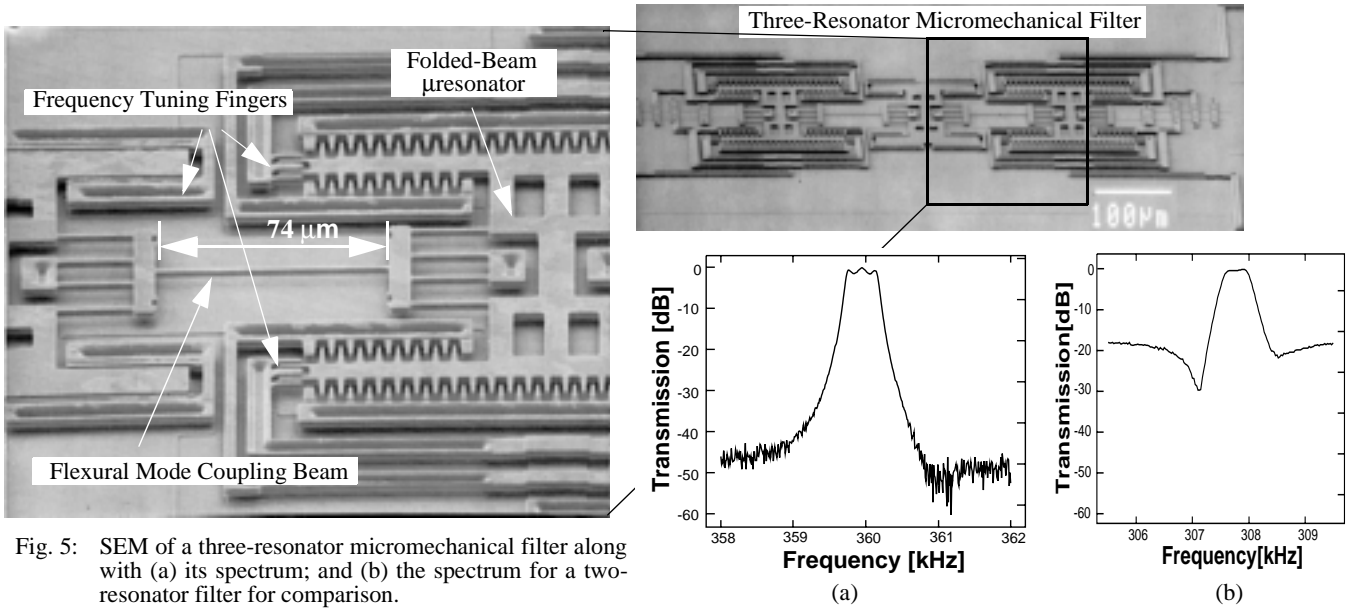 Three-Resonator Micromechanical Filter
Folded-Beam
µresonator
Frequency Tuning Fingers
74 µm
Flexural Mode Coupling Beam
100µm
Transmission [dB]
0
-10
-20
-30
-40
-50
-60
358
359
360
361
362
Frequency [kHz]
(a)
Transmission[dB]
0
-10
-20
-30
-40
-50
-60
306
307
308
309
Frequency[kHz]
(b)
Fig. 5: SEM of a three-resonator micromechanical filter along
with (a) its spectrum; and (b) the spectrum for a two-
resonator filter for comparison.